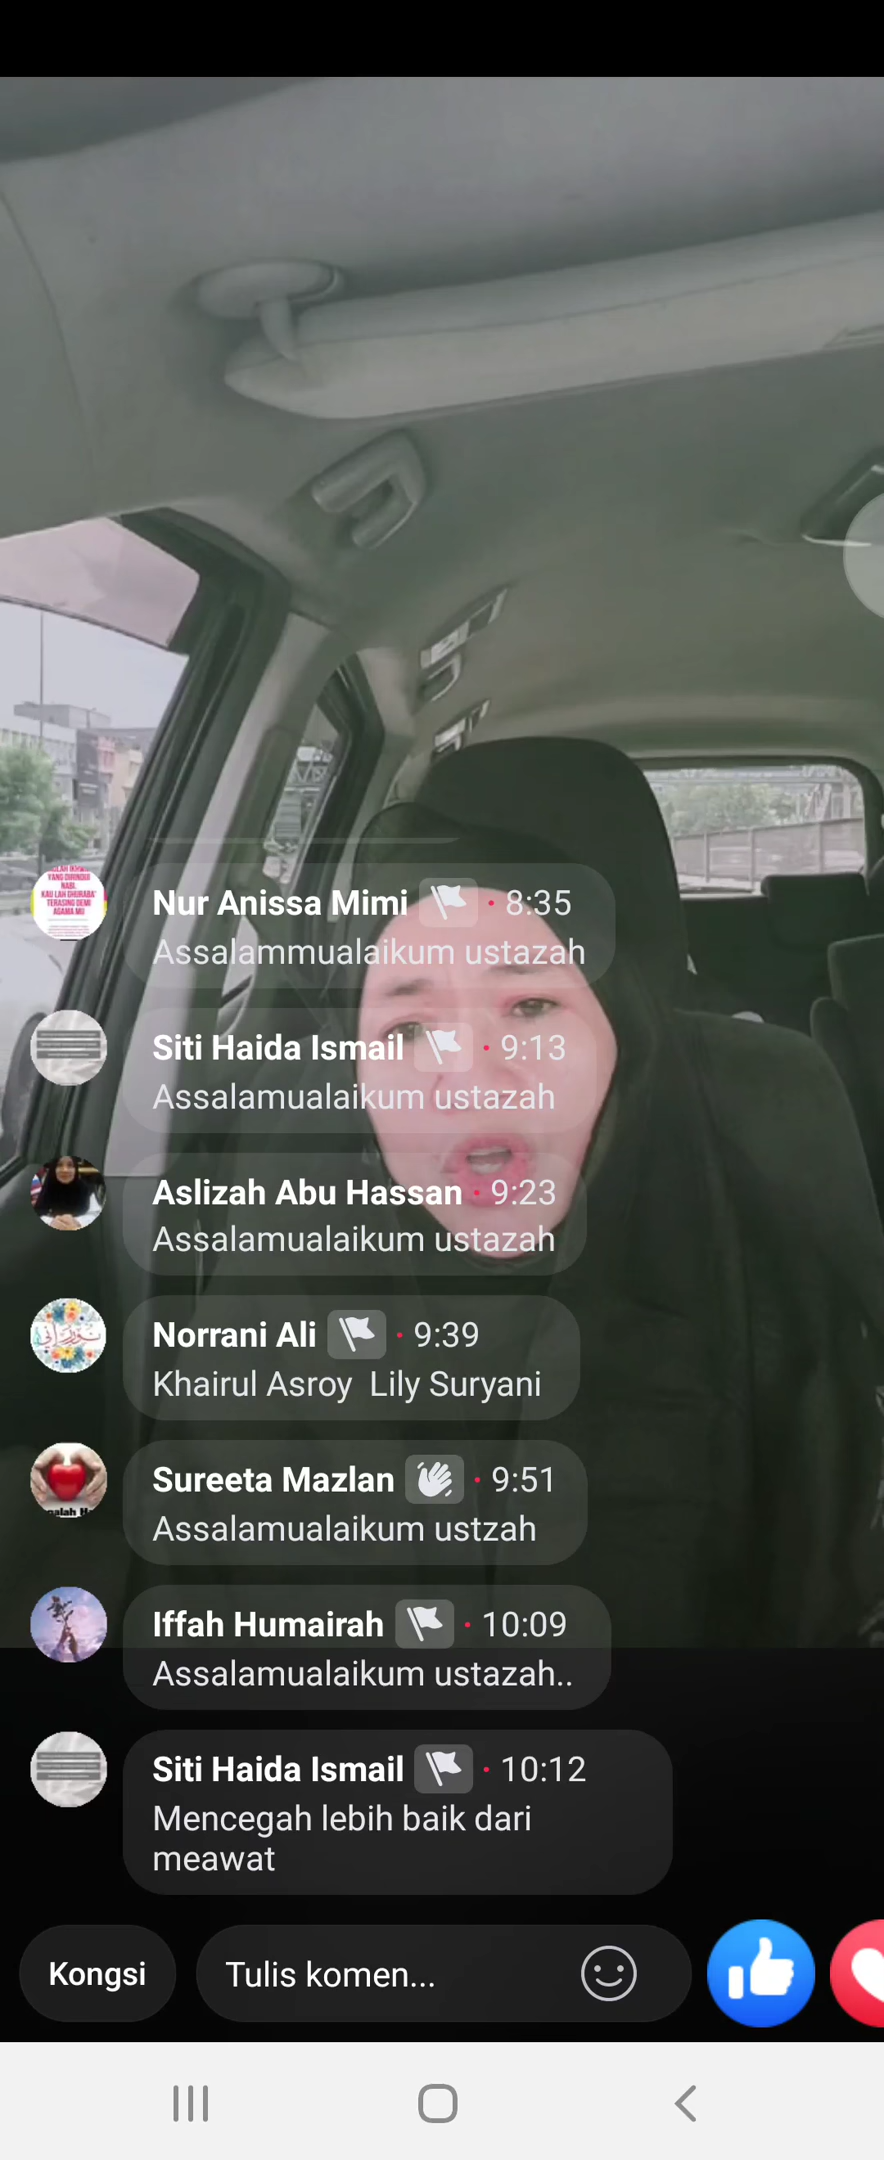 Nur Anissa Mimi · 8:35
Assalammualaikum ustazah
Siti Haida Ismail · 9:13
Assalamualaikum ustazah
Aslizah Abu Hassan · 9:23
Assalamualaikum ustazah
Norrani Ali · 9:39
Khairul Asroy Lily Suryani
Sureeta Mazlan · 9:51
Assalamualaikum ustzah
Iffah Humairah · 10:09
Assalamualaikum ustazah..
Siti Haida Ismail · 10:12
Mencegah lebih baik dari
meawat
Kongsi
Tulis komen...